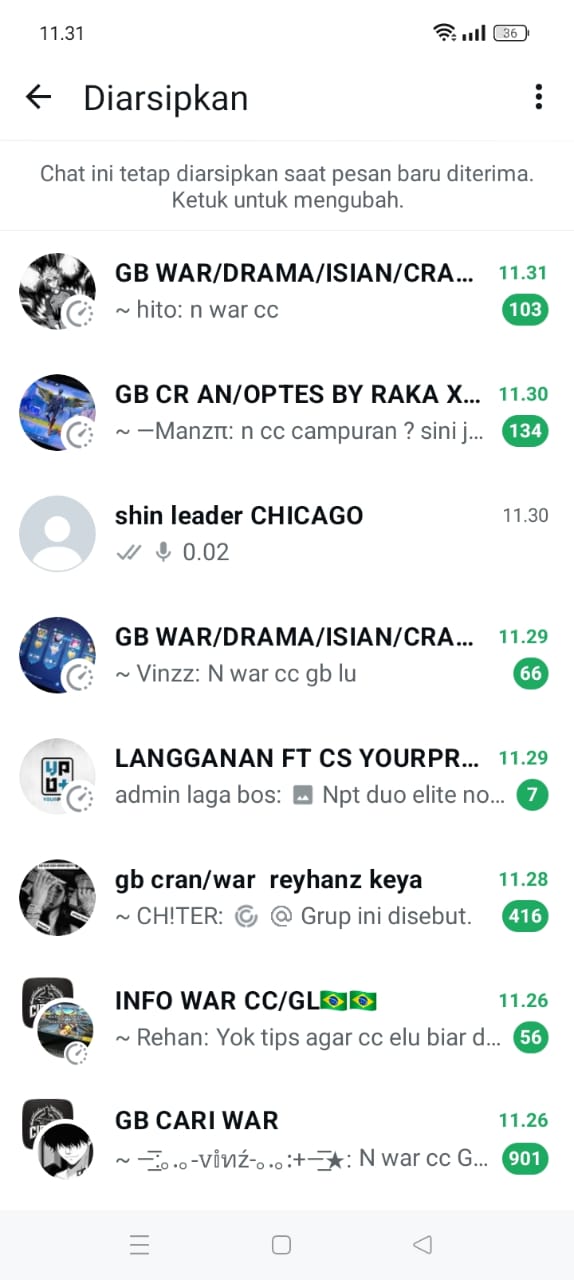 11.31
36
Diarsipkan
Chat ini tetap diarsipkan saat pesan baru diterima.
Ketuk untuk mengubah.
GB WAR/DRAMA/ISIAN/CRA... 11.31
~ hito: n war cc 103
GB CR AN/OPTES BY RAKA X... 11.30
~ —Manzπ: n cc campuran ? sini j... 134
shin leader CHICAGO 11.30
0.02
GB WAR/DRAMA/ISIAN/CRA... 11.29
~ Vinzz: N war cc gb lu 66
LANGGANAN FT CS YOURPR... 11.29
admin laga bos: Npt duo elite no... 7
gb cran/war reyhanz keya 11.28
~ CH!TER: @ Grup ini disebut. 416
INFO WAR CC/GL🇧🇷🇧🇷 11.26
~ Rehan: Yok tips agar cc elu biar d... 56
GB CARI WAR 11.26
N war cc G... 901